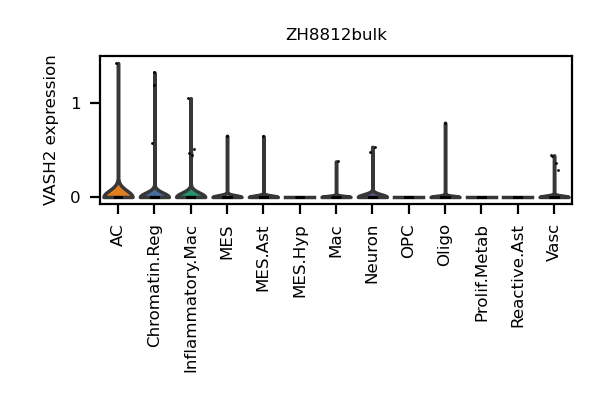 ZH8812bulk
VASH2 expression
1
0
AC
Chromatin.Reg
Inflammatory.Mac
MES
MES.Ast
MES.Hyp
Mac
Neuron
OPC
Oligo
Prolif.Metab
Reactive.Ast
Vasc